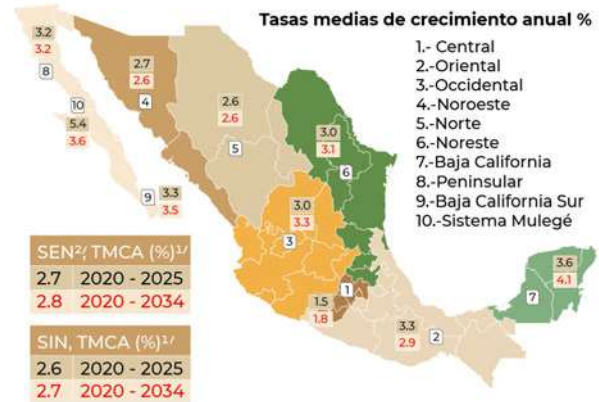 Tasas medias de crecimiento anual %
1.- Central
2.-Oriental
3.-Occidental
4.-Noroeste
5.-Norte
6.-Noreste
7.-Baja California
8.-Peninsular
9.-Baja California Sur
10.-Sistema Mulegé
3.2
3.2
8
2.7
2.6
4
10
5.4
3.6
2.6
2.6
5
3.0
3.1
6
9
3.3
3.5
3.0
3.3
3
1
1.5
1.8
3.3
2.9
2
3.6
4.1
7
SEN²/, TMCA (%)¹/
2.7 2020 - 2025
2.8 2020 - 2034
SIN, TMCA (%)¹/
2.6 2020 - 2025
2.7 2020 - 2034